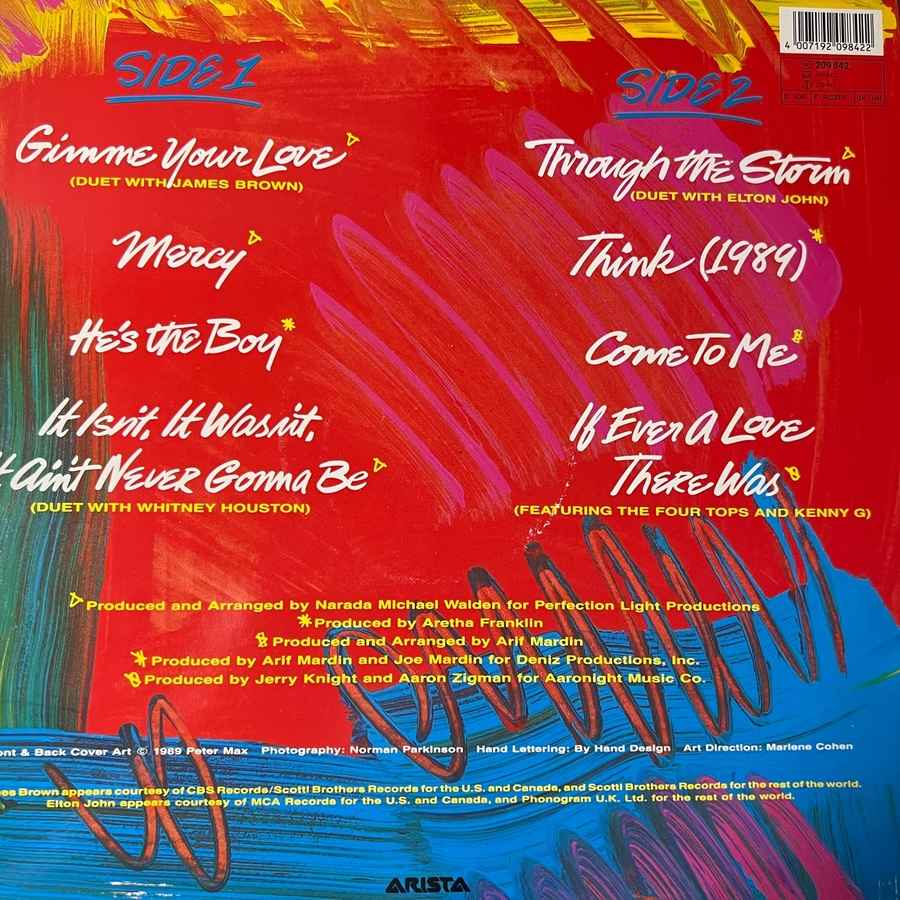 SIDE 1
Gimme Your Love
(DUET WITH JAMES BROWN)
Mercy
He's the Boy
It Isn't, It Wasn't,
It Ain't Never Gonna Be
(DUET WITH WHITNEY HOUSTON)
4 007192 098422
209 842
SIDE 2
Through the Storm
(DUET WITH ELTON JOHN)
Think (1989)
Come To Me
If Ever A Love
There Was
(FEATURING THE FOUR TOPS AND KENNY G)
Produced and Arranged by Narada Michael Walden for Perfection Light Productions
*Produced by Aretha Franklin
Produced and Arranged by Arif Mardin
Produced by Arif Mardin and Joe Mardin for Deniz Productions, Inc.
Produced by Jerry Knight and Aaron Zigman for Aaronight Music Co.
ont & Back Cover Art © 1989 Peter Max Photography: Norman Parkinson Hand Lettering: By Hand Design Art Direction: Marlene Cohen
es Brown appears courtesy of CBS Records/Scotti Brothers Records for the U.S. and Canada, and Scotti Brothers Records for the rest of the world.
Elton John appears courtesy of MCA Records for the U.S. and Canada, and Phonogram U.K. Ltd. for the rest of the world.
ARISTA